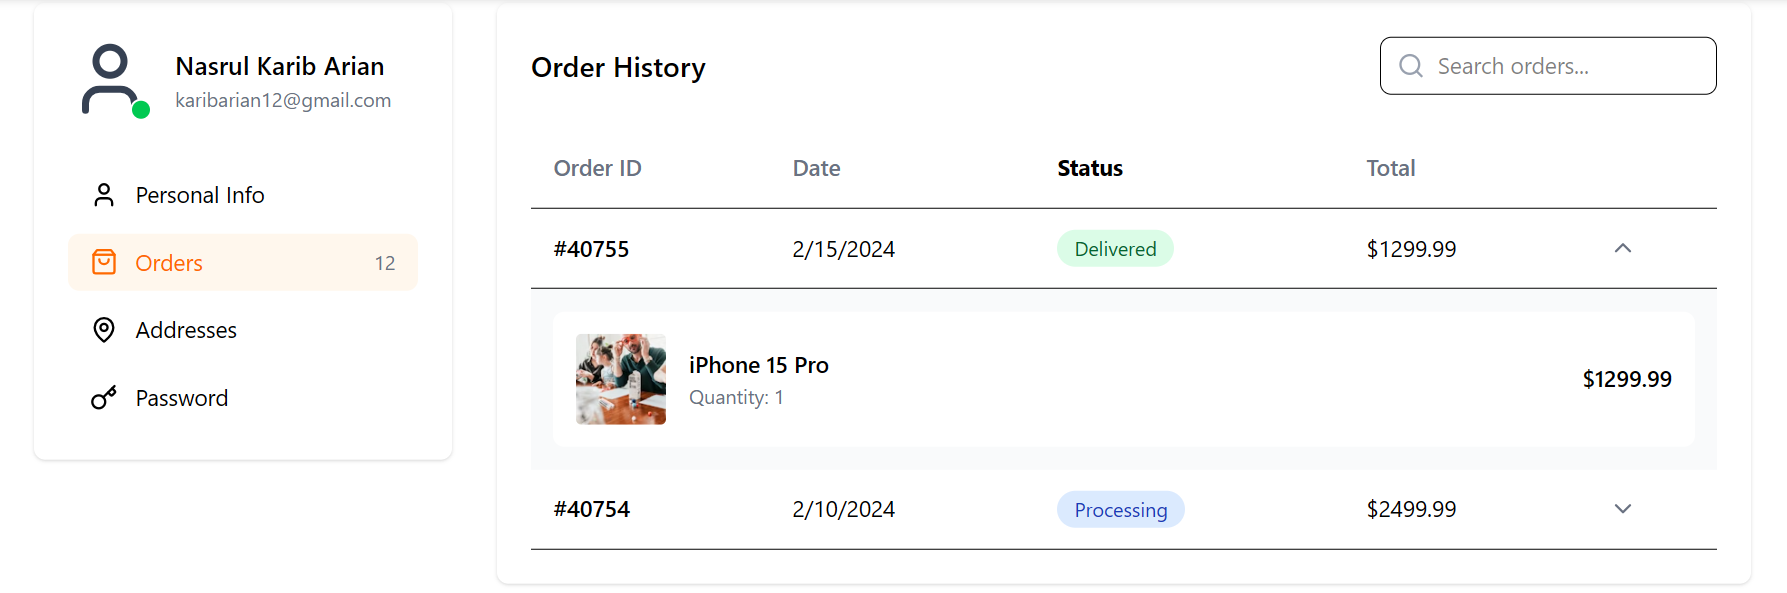 Nasrul Karib Arian
karibarian12@gmail.com
Personal Info
Orders 12
Addresses
Password
Order History
Search orders...
Order ID Date Status Total
#40755 2/15/2024 Delivered $1299.99
iPhone 15 Pro
Quantity: 1
$1299.99
#40754 2/10/2024 Processing $2499.99